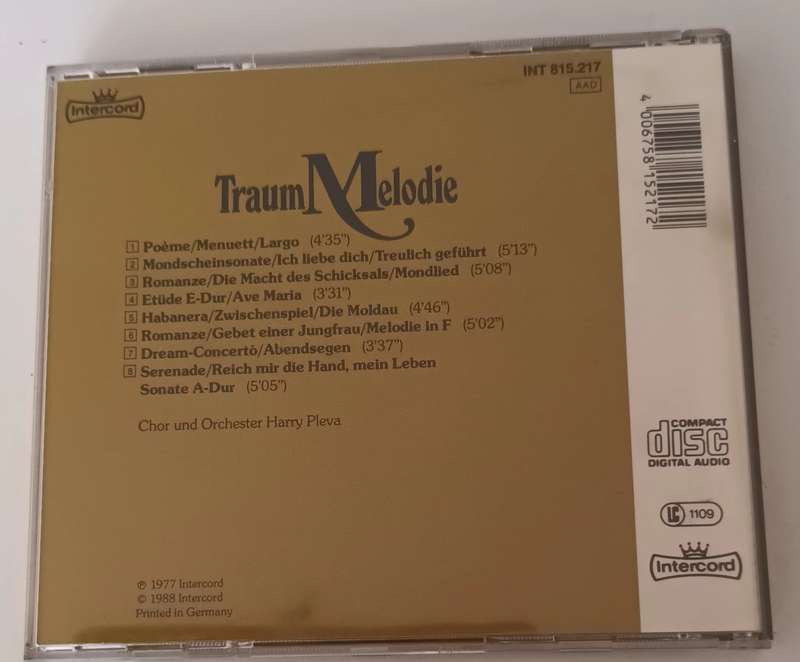 Intercord
INT 815.217
AAD
4 006758 152172
Traum Melodie
1 Poème/Menuett/Largo (4'35")
2 Mondscheinsonate/Ich liebe dich/Treulich geführt (5'13")
3 Romanze/Die Macht des Schicksals/Mondlied (5'08")
4 Etüde E-Dur/Ave Maria (3'31")
5 Habanera/Zwischenspiel/Die Moldau (4'46")
6 Romanze/Gebet einer Jungfrau/Melodie in F (5'02")
7 Dream-Concertò/Abendsegen (3'37")
8 Serenade/Reich mir die Hand, mein Leben
Sonate A-Dur (5'05")
Chor und Orchester Harry Pleva
COMPACT
disc
DIGITAL AUDIO
LC 1109
Intercord
℗ 1977 Intercord
© 1988 Intercord
Printed in Germany